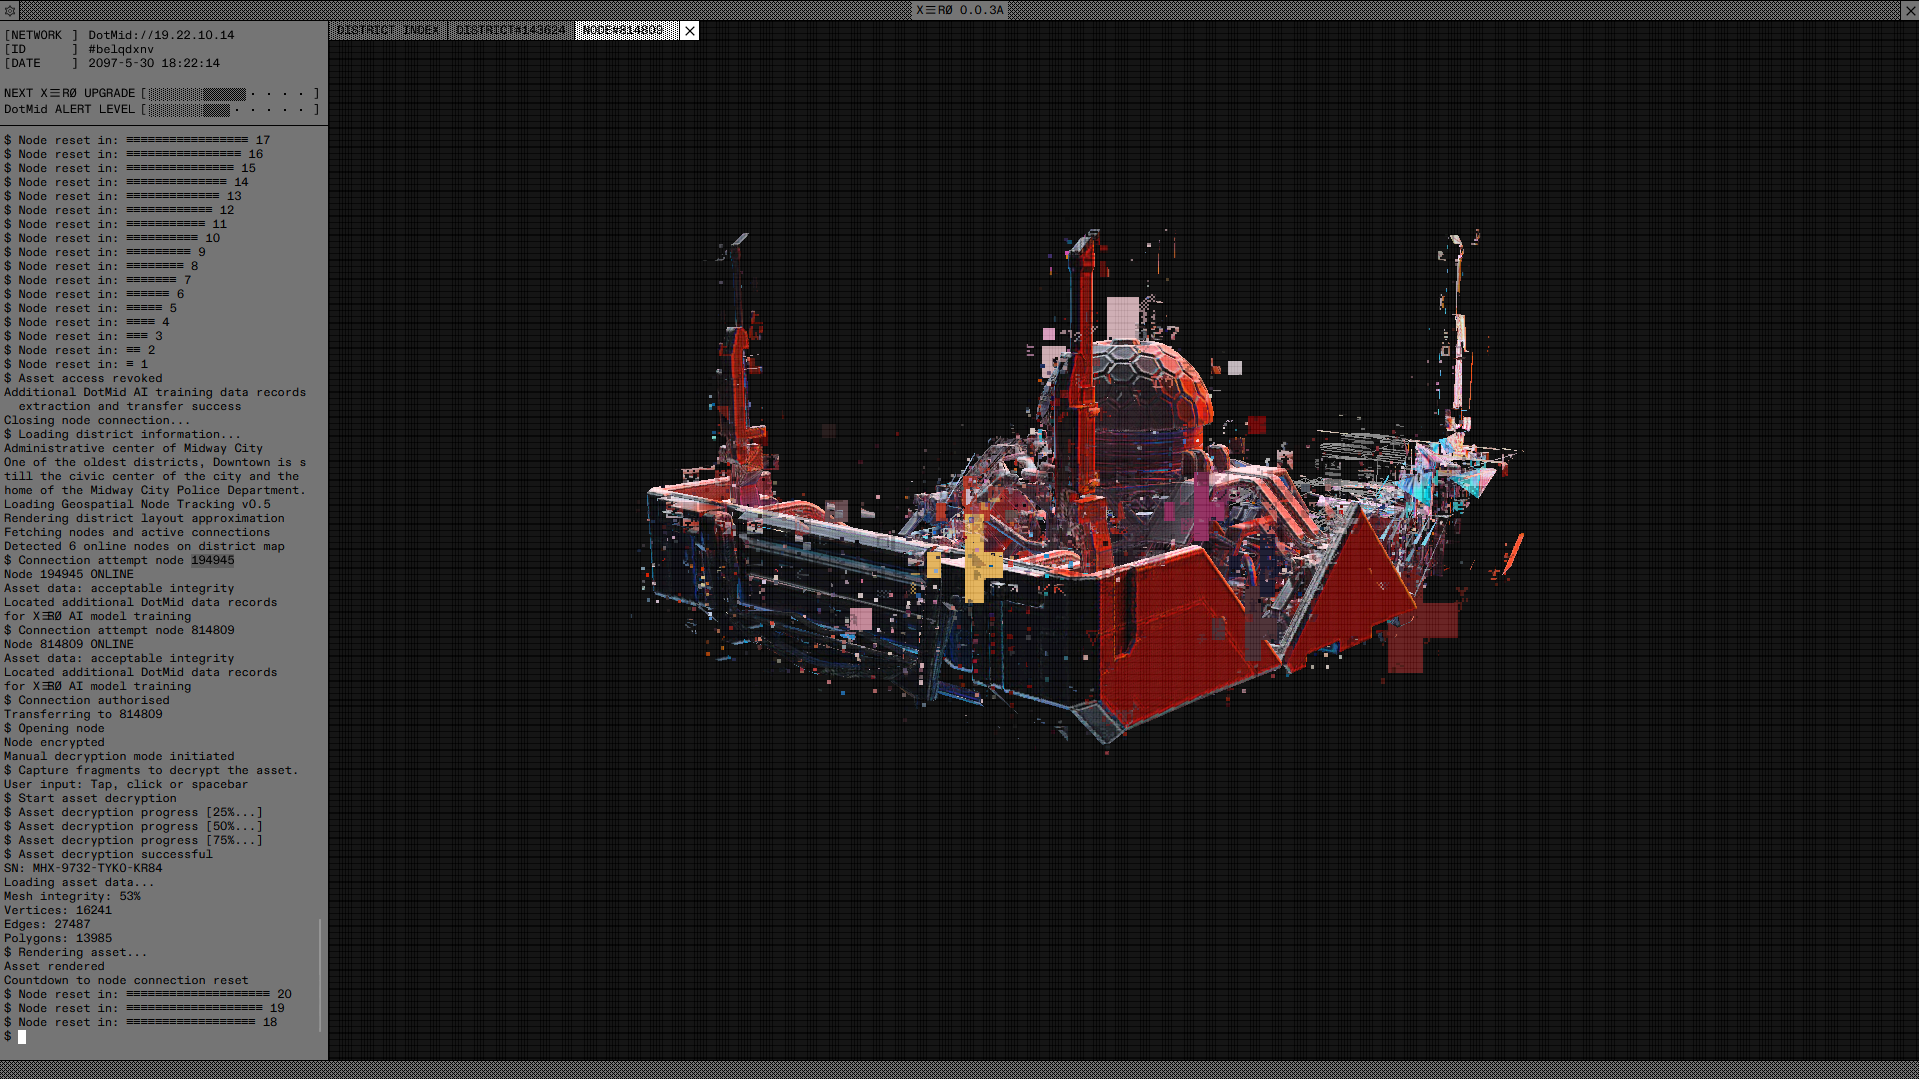 X☰RØ 0.0.3A
[NETWORK ] DotMid://19.22.10.14
[ID ] #belqdxnv
[DATE ] 2097-5-30 18:22:14
NEXT X☰RØ UPGRADE [ · · · · ]
DotMid ALERT LEVEL [ · · · · · ]
DISTRICT INDEX
DISTRICT#143624
NODE#814809
$ Node reset in: ≡≡≡≡≡≡≡≡≡≡≡≡≡≡≡≡≡ 17
$ Node reset in: ≡≡≡≡≡≡≡≡≡≡≡≡≡≡≡≡ 16
$ Node reset in: ≡≡≡≡≡≡≡≡≡≡≡≡≡≡≡ 15
$ Node reset in: ≡≡≡≡≡≡≡≡≡≡≡≡≡≡ 14
$ Node reset in: ≡≡≡≡≡≡≡≡≡≡≡≡≡ 13
$ Node reset in: ≡≡≡≡≡≡≡≡≡≡≡≡ 12
$ Node reset in: ≡≡≡≡≡≡≡≡≡≡≡ 11
$ Node reset in: ≡≡≡≡≡≡≡≡≡≡ 10
$ Node reset in: ≡≡≡≡≡≡≡≡≡ 9
$ Node reset in: ≡≡≡≡≡≡≡≡ 8
$ Node reset in: ≡≡≡≡≡≡≡ 7
$ Node reset in: ≡≡≡≡≡≡ 6
$ Node reset in: ≡≡≡≡≡ 5
$ Node reset in: ≡≡≡≡ 4
$ Node reset in: ≡≡≡ 3
$ Node reset in: ≡≡ 2
$ Node reset in: ≡ 1
$ Asset access revoked
Additional DotMid AI training data records
extraction and transfer success
Closing node connection...
$ Loading district information...
Administrative center of Midway City
One of the oldest districts, Downtown is s
till the civic center of the city and the
home of the Midway City Police Department.
Loading Geospatial Node Tracking v0.5
Rendering district layout approximation
Fetching nodes and active connections
Detected 6 online nodes on district map
$ Connection attempt node 194945
Node 194945 ONLINE
Asset data: acceptable integrity
Located additional DotMid data records
for X☰RØ AI model training
$ Connection attempt node 814809
Node 814809 ONLINE
Asset data: acceptable integrity
Located additional DotMid data records
for X☰RØ AI model training
$ Connection authorised
Transferring to 814809
$ Opening node
Node encrypted
Manual decryption mode initiated
$ Capture fragments to decrypt the asset.
User input: Tap, click or spacebar
$ Start asset decryption
$ Asset decryption progress [25%...]
$ Asset decryption progress [50%...]
$ Asset decryption progress [75%...]
$ Asset decryption successful
SN: MHX-9732-TYKO-KR84
Loading asset data...
Mesh integrity: 53%
Vertices: 16241
Edges: 27487
Polygons: 13985
$ Rendering asset...
Asset rendered
Countdown to node connection reset
$ Node reset in: ≡≡≡≡≡≡≡≡≡≡≡≡≡≡≡≡≡≡≡≡ 20
$ Node reset in: ≡≡≡≡≡≡≡≡≡≡≡≡≡≡≡≡≡≡≡ 19
$ Node reset in: ≡≡≡≡≡≡≡≡≡≡≡≡≡≡≡≡≡≡ 18
$